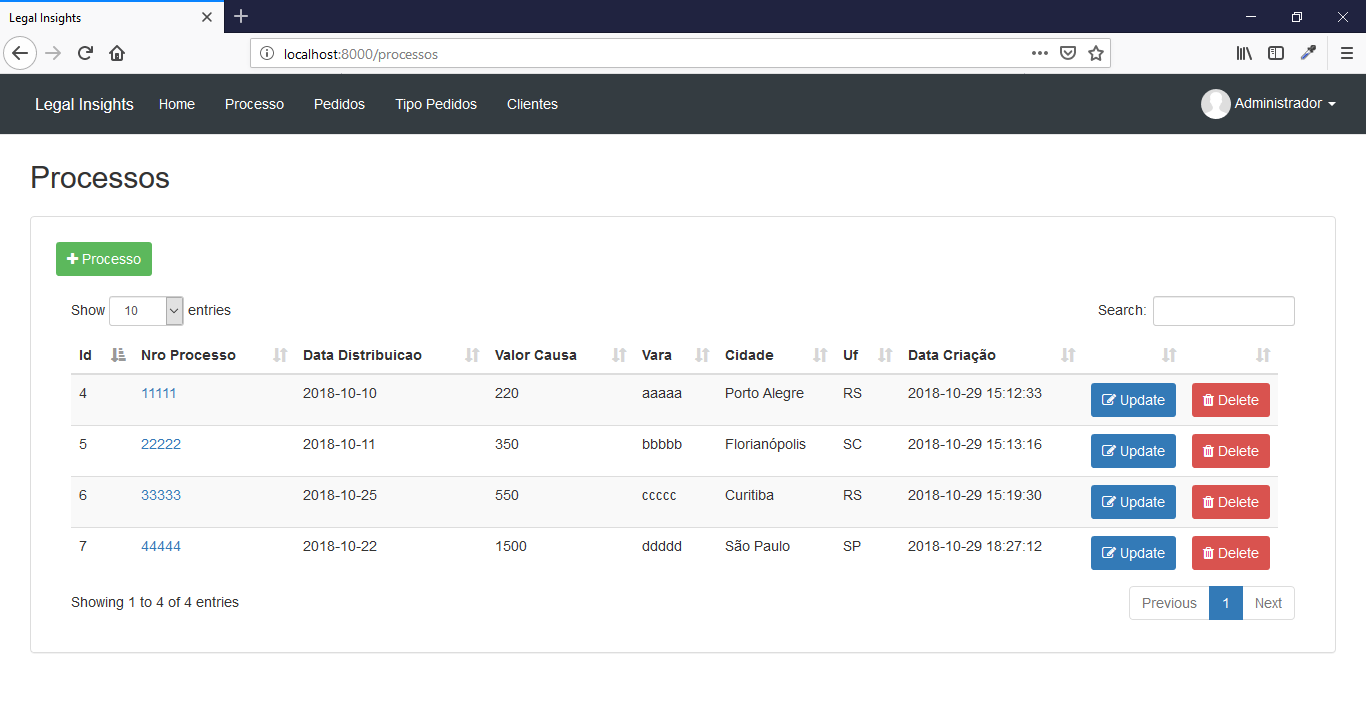 Legal Insights
localhost:8000/processos
Legal Insights Home Processo Pedidos Tipo Pedidos Clientes Administrador
Processos
Processo
Show 10 entries Search:
Id Nro Processo Data Distribuicao Valor Causa Vara Cidade Uf Data Criação
4 11111 2018-10-10 220 aaaaa Porto Alegre RS 2018-10-29 15:12:33 Update Delete
5 22222 2018-10-11 350 bbbbb Florianópolis SC 2018-10-29 15:13:16 Update Delete
6 33333 2018-10-25 550 ccccc Curitiba RS 2018-10-29 15:19:30 Update Delete
7 44444 2018-10-22 1500 ddddd São Paulo SP 2018-10-29 18:27:12 Update Delete
Showing 1 to 4 of 4 entries Previous 1 Next